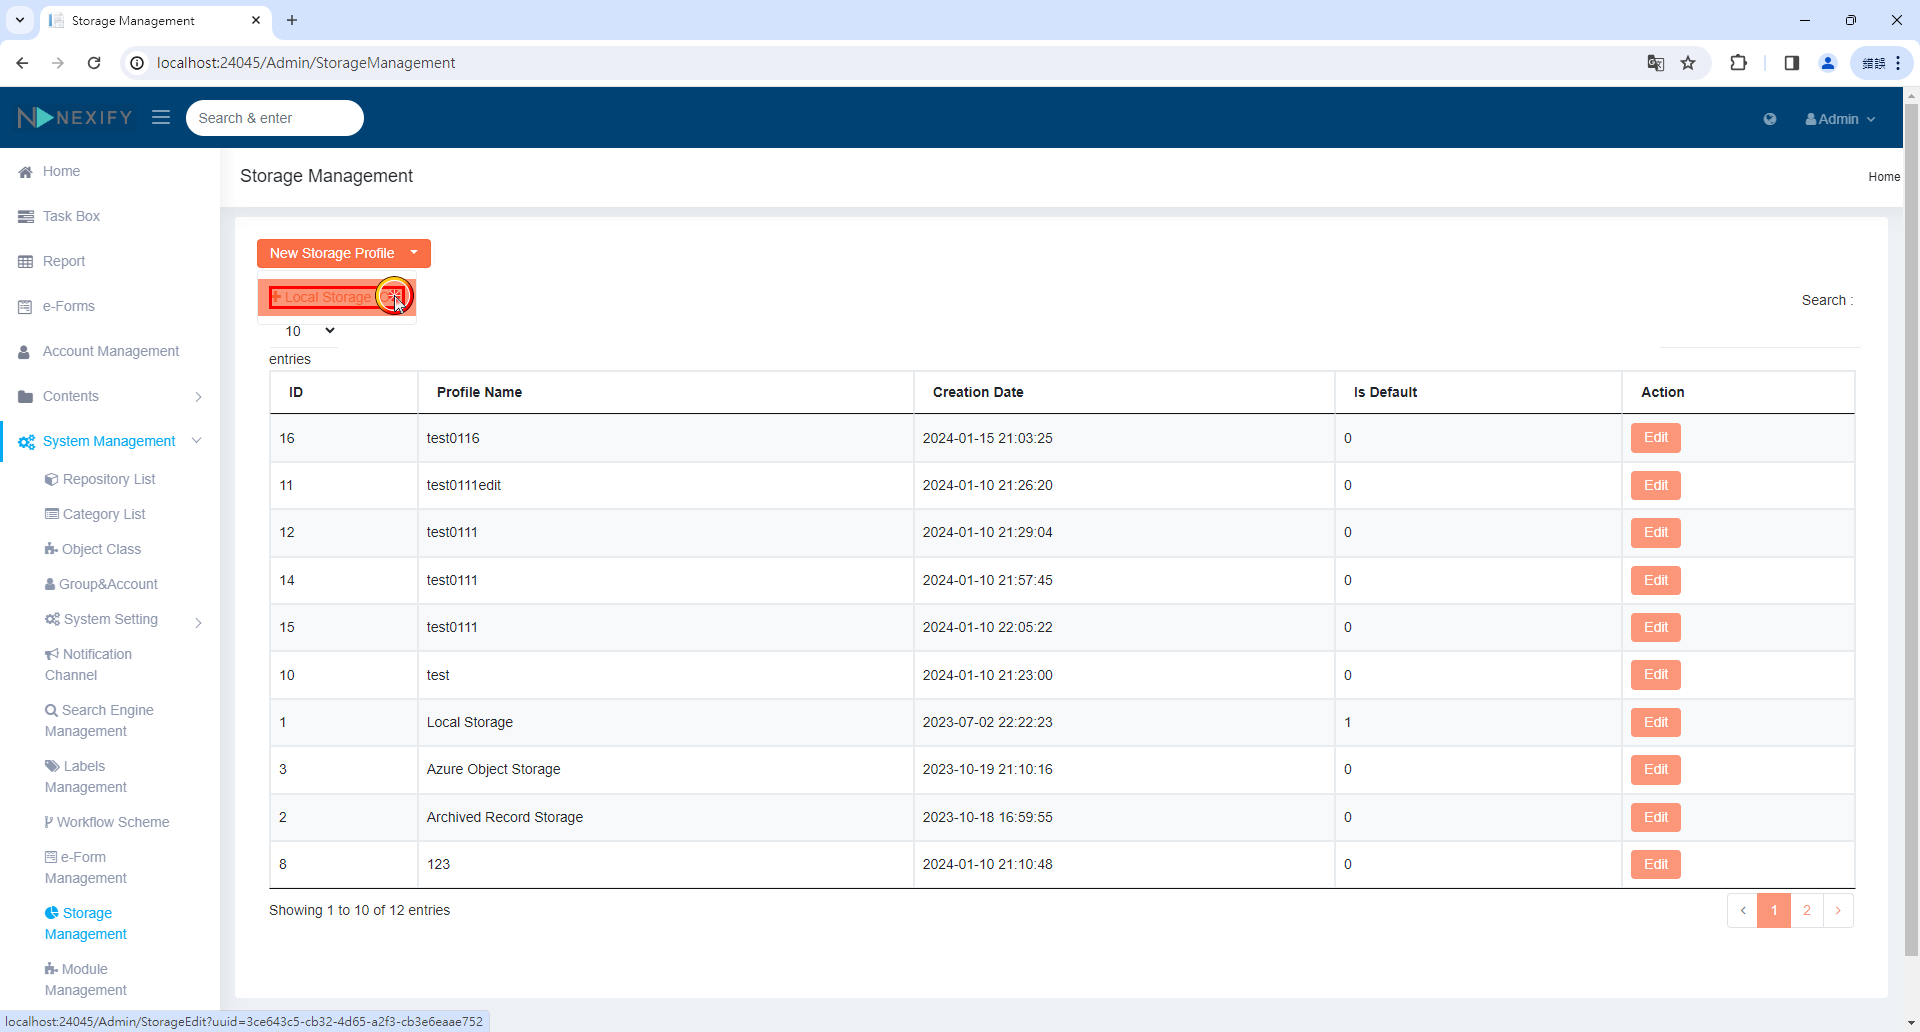 Storage Management
localhost:24045/Admin/StorageManagement
錯誤
NEXIFY
Search & enter
Admin
Home
Task Box
Report
e-Forms
Account Management
Contents
System Management
Repository List
Category List
Object Class
Group&Account
System Setting
Notification
Channel
Search Engine
Management
Labels
Management
Workflow Scheme
e-Form
Management
Storage
Management
Module
Management
Storage Management
Home
New Storage Profile
Local Storage
Search :
10
entries
ID Profile Name Creation Date Is Default Action
16 test0116 2024-01-15 21:03:25 0 Edit
11 test0111edit 2024-01-10 21:26:20 0 Edit
12 test0111 2024-01-10 21:29:04 0 Edit
14 test0111 2024-01-10 21:57:45 0 Edit
15 test0111 2024-01-10 22:05:22 0 Edit
10 test 2024-01-10 21:23:00 0 Edit
1 Local Storage 2023-07-02 22:22:23 1 Edit
3 Azure Object Storage 2023-10-19 21:10:16 0 Edit
2 Archived Record Storage 2023-10-18 16:59:55 0 Edit
8 123 2024-01-10 21:10:48 0 Edit
Showing 1 to 10 of 12 entries
‹ 1 2 ›
localhost:24045/Admin/StorageEdit?uuid=3ce643c5-cb32-4d65-a2f3-cb3e6eaae752